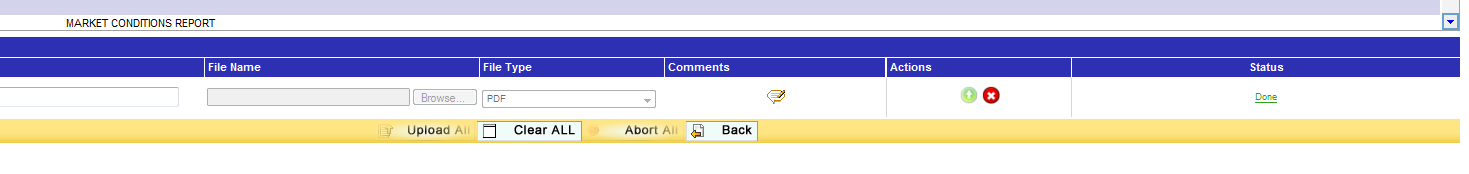 MARKET CONDITIONS REPORT
File Name File Type Comments Actions Status
Browse... PDF Done
Upload All Clear ALL Abort All Back